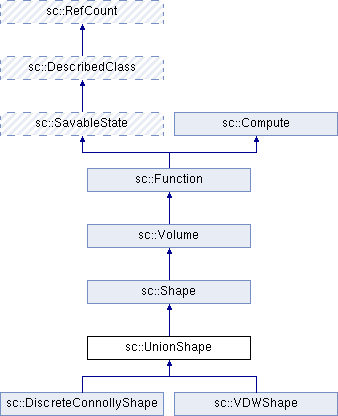 sc::RefCount
sc::DescribedClass
sc::SavableState
sc::Compute
sc::Function
sc::Volume
sc::Shape
sc::UnionShape
sc::DiscreteConnollyShape
sc::VDWShape